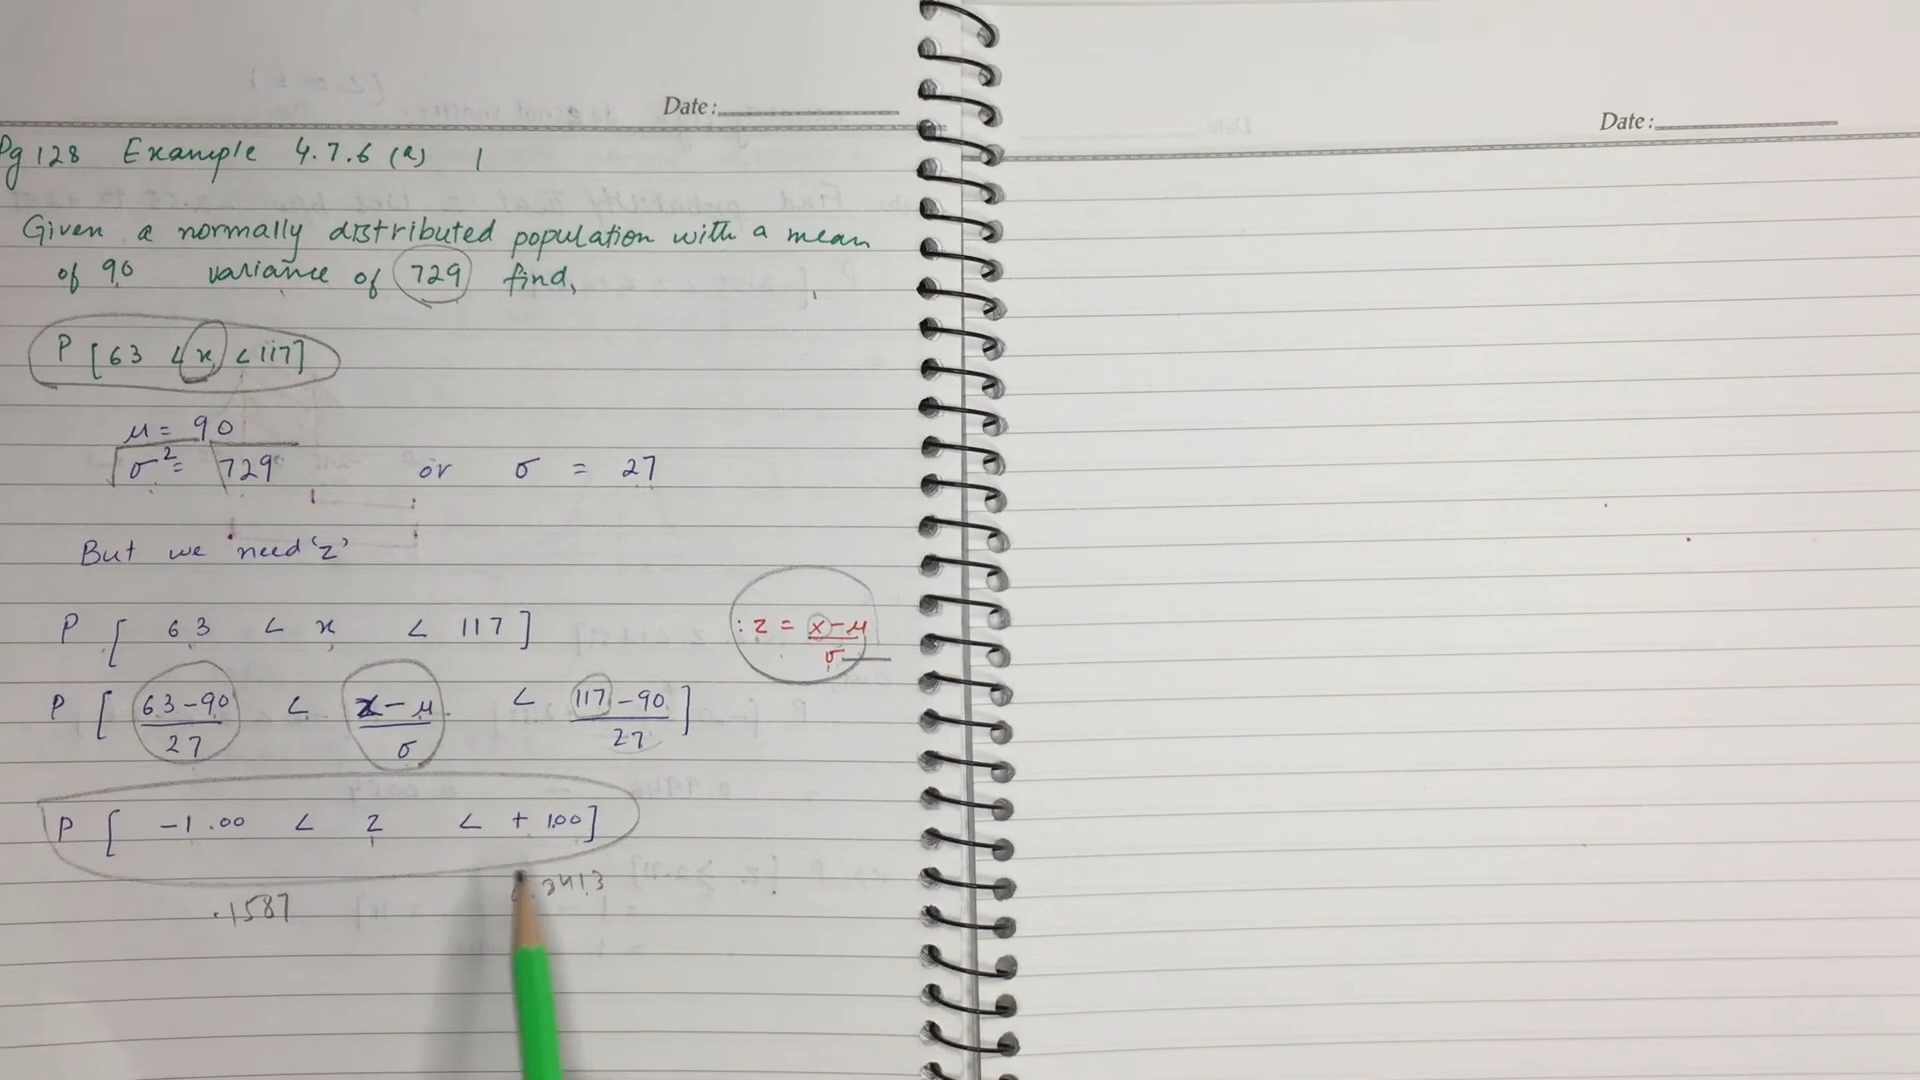 Date:
Pg 128 Example 4.7.6 (a)
Given a normally distributed population with a mean
of 90 variance of 729 find,
P [63 < x < 117]
μ = 90
√σ² = √729 or σ = 27
But we need 'z'
P [ 63 < x < 117 ]
: z = x-μ / σ
P [ 63-90 / 27 < x-μ / σ < 117-90 / 27 ]
P [ -1.00 < z < + 1.00 ]
.3413
.1587
Date: